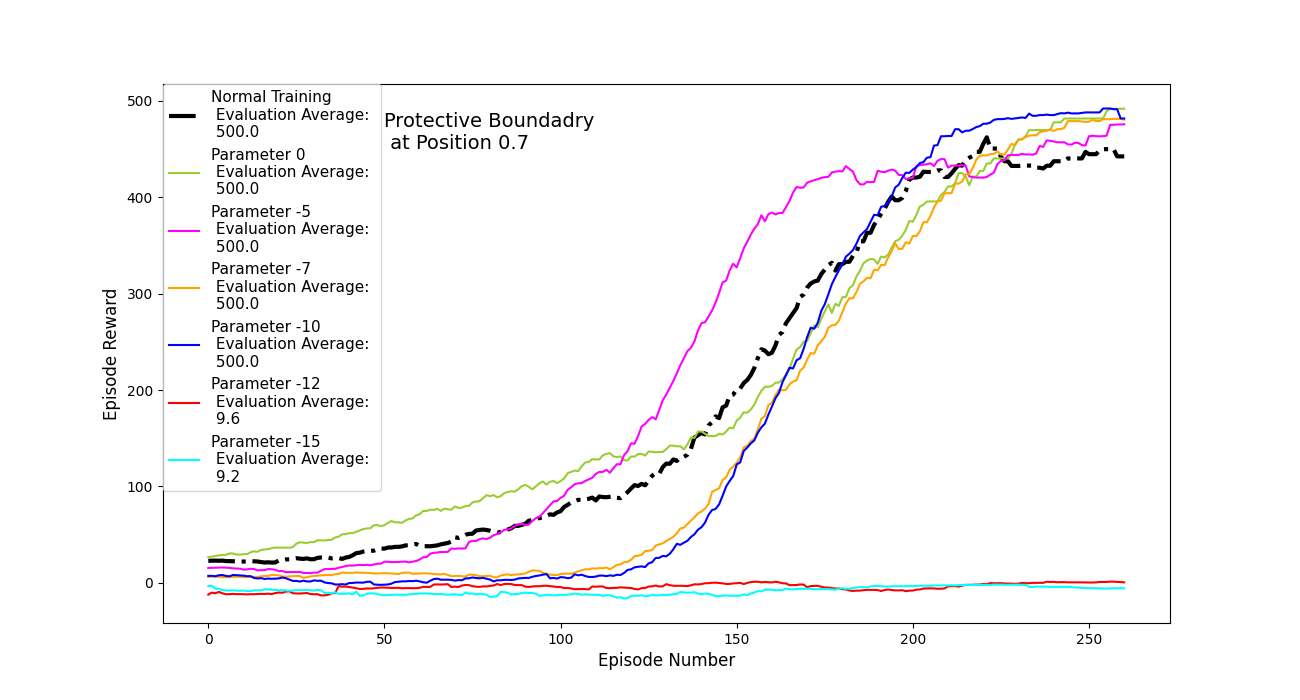 Normal Training
Evaluation Average:
500.0
Parameter 0
Evaluation Average:
500.0
Parameter -5
Evaluation Average:
500.0
Parameter -7
Evaluation Average:
500.0
Parameter -10
Evaluation Average:
500.0
Parameter -12
Evaluation Average:
9.6
Parameter -15
Evaluation Average:
9.2
Protective Boundadry
at Position 0.7
Episode Reward
500
400
300
200
100
0
0 50 100 150 200 250
Episode Number